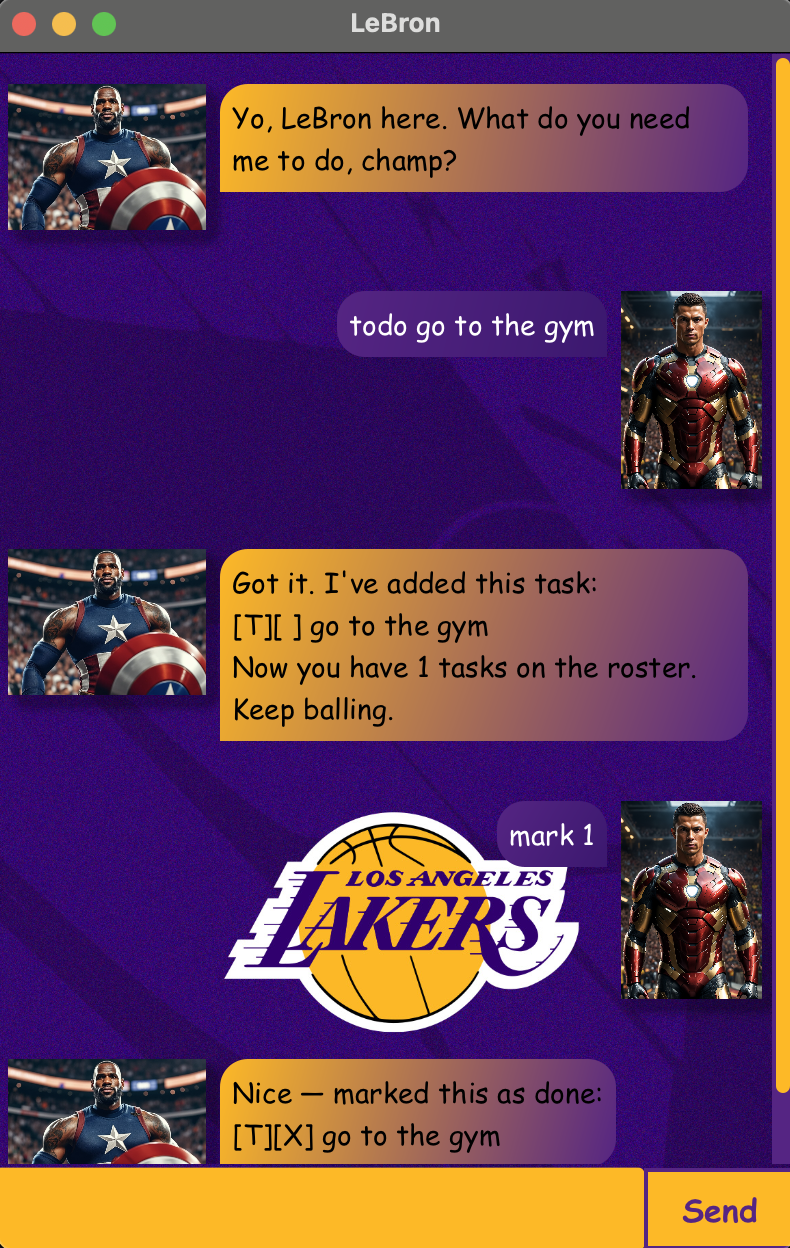 LeBron
Yo, LeBron here. What do you need
me to do, champ?
todo go to the gym
Got it. I've added this task:
[T][ ] go to the gym
Now you have 1 tasks on the roster.
Keep balling.
mark 1
LOS ANGELES
LAKERS
Nice — marked this as done:
[T][X] go to the gym
Send